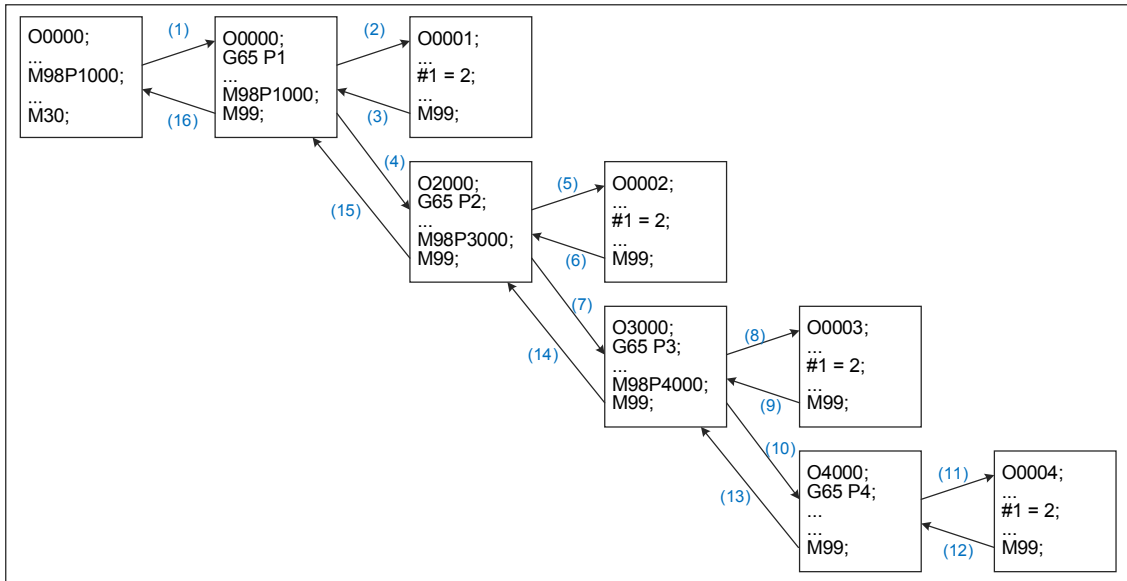 O0000;
...
M98P1000;
...
M30;
(1)
(16)
O0000;
G65 P1
...
M98P1000;
M99;
(2)
(3)
O0001;
...
#1 = 2;
...
M99;
(4)
(15)
O2000;
G65 P2;
...
M98P3000;
M99;
(5)
(6)
O0002;
...
#1 = 2;
...
M99;
(7)
(14)
O3000;
G65 P3;
...
M98P4000;
M99;
(8)
(9)
O0003;
...
#1 = 2;
...
M99;
(10)
(13)
O4000;
G65 P4;
...
...
M99;
(11)
(12)
O0004;
...
#1 = 2;
...
M99;